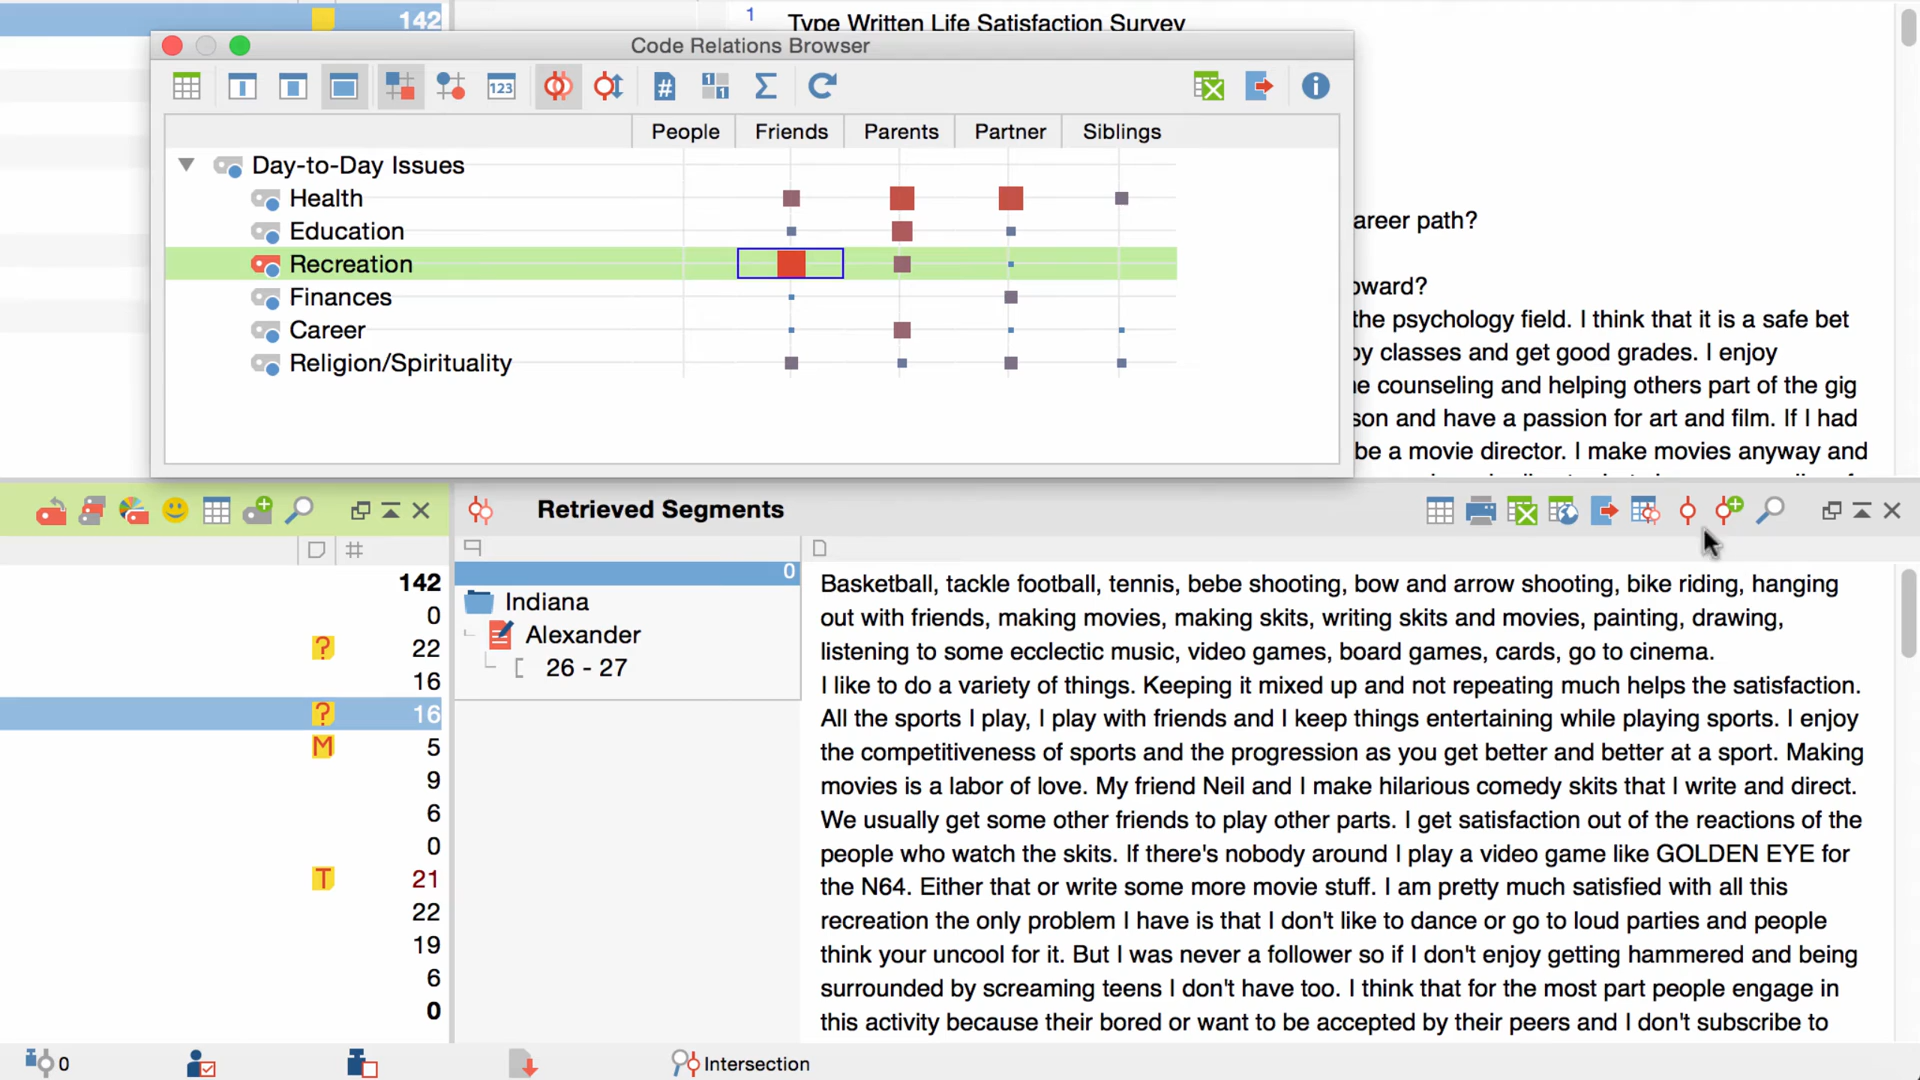 142
1
Type Written Life Satisfaction Survey
Code Relations Browser
123
#
1 1
Σ
People
Friends
Parents
Partner
Siblings
Day-to-Day Issues
Health
Education
Recreation
Finances
Career
Religion/Spirituality
areer path?
oward?
the psychology field. I think that it is a safe bet
by classes and get good grades. I enjoy
e counseling and helping others part of the gig
son and have a passion for art and film. If I had
be a movie director. I make movies anyway and
Retrieved Segments
#
142
0
? 22
16
? 16
M 5
9
6
0
T 21
22
19
6
0
0
Indiana
Alexander
26 - 27
Basketball, tackle football, tennis, bebe shooting, bow and arrow shooting, bike riding, hanging
out with friends, making movies, making skits, writing skits and movies, painting, drawing,
listening to some ecclectic music, video games, board games, cards, go to cinema.
I like to do a variety of things. Keeping it mixed up and not repeating much helps the satisfaction.
All the sports I play, I play with friends and I keep things entertaining while playing sports. I enjoy
the competitiveness of sports and the progression as you get better and better at a sport. Making
movies is a labor of love. My friend Neil and I make hilarious comedy skits that I write and direct.
We usually get some other friends to play other parts. I get satisfaction out of the reactions of the
people who watch the skits. If there's nobody around I play a video game like GOLDEN EYE for
the N64. Either that or write some more movie stuff. I am pretty much satisfied with all this
recreation the only problem I have is that I don't like to dance or go to loud parties and people
think your uncool for it. But I was never a follower so if I don't enjoy getting hammered and being
surrounded by screaming teens I don't have too. I think that for the most part people engage in
this activity because their bored or want to be accepted by their peers and I don't subscribe to
0
Intersection